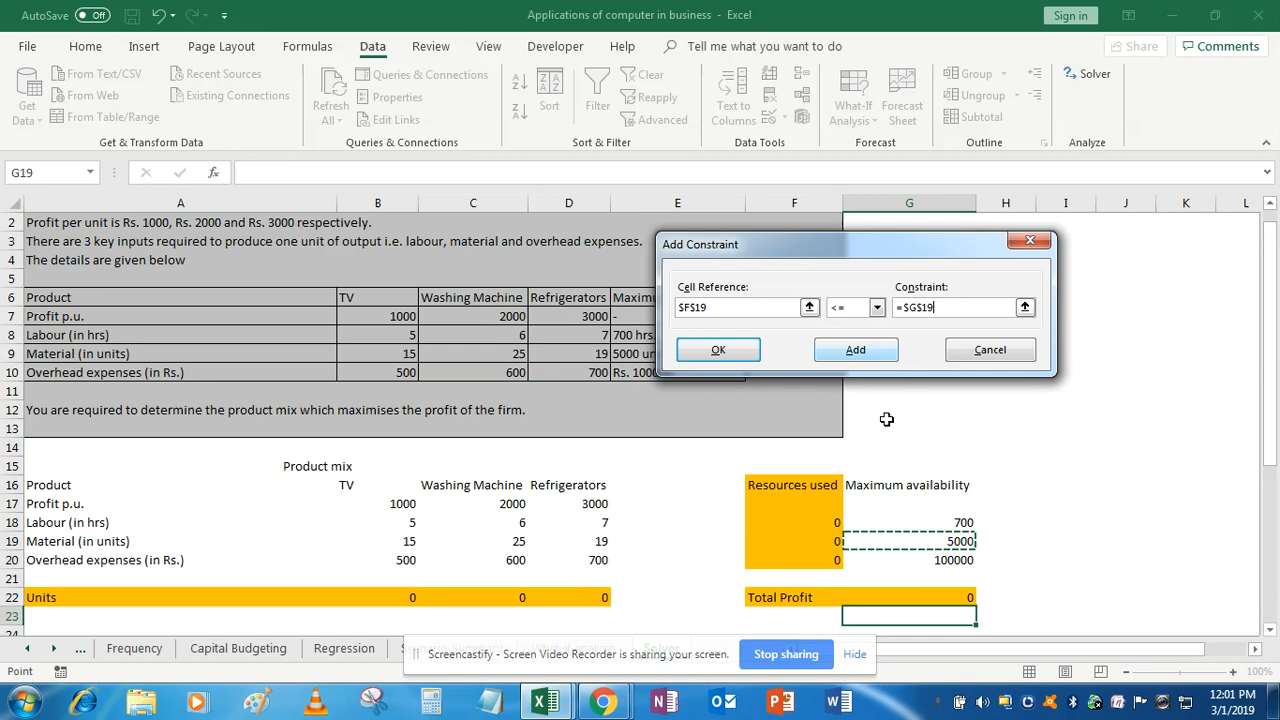 AutoSave Off Applications of computer in business - Excel Sign in
File Home Insert Page Layout Formulas Data Review View Developer Help Tell me what you want to do Share Comments
Get Data From Text/CSV From Web From Table/Range Recent Sources Existing Connections
Refresh All Queries & Connections Properties Edit Links
Sort Filter Clear Reapply Advanced
Text to Columns What-If Analysis Forecast Sheet Group Ungroup Subtotal Solver
Get & Transform Data Queries & Connections Sort & Filter Data Tools Forecast Outline Analyze
G19 fx
A B C D E F G H I J K L
2 Profit per unit is Rs. 1000, Rs. 2000 and Rs. 3000 respectively.
3 There are 3 key inputs required to produce one unit of output i.e. labour, material and overhead expenses.
4 The details are given below
5
6 Product TV Washing Machine Refrigerators
7 Profit p.u. 1000 2000 3000 -
8 Labour (in hrs) 5 6 7 700 hrs
9 Material (in units) 15 25 19 5000
10 Overhead expenses (in Rs.) 500 600 700 Rs.
11
12 You are required to determine the product mix which maximises the profit of the firm.
13
14
15 Product mix
16 Product TV Washing Machine Refrigerators Resources used Maximum availability
17 Profit p.u. 1000 2000 3000
18 Labour (in hrs) 5 6 7 0 700
19 Material (in units) 15 25 19 0 5000
20 Overhead expenses (in Rs.) 500 600 700 0 100000
21
22 Units 0 0 0 Total Profit 0
23
24
Add Constraint
Cell Reference: Constraint:
$F$19 <= =$G$19
OK Add Cancel
... Frequency Capital Budgeting Regression
Screencastify - Screen Video Recorder is sharing your screen. Stop sharing Hide
Point 100%
12:01 PM
3/1/2019